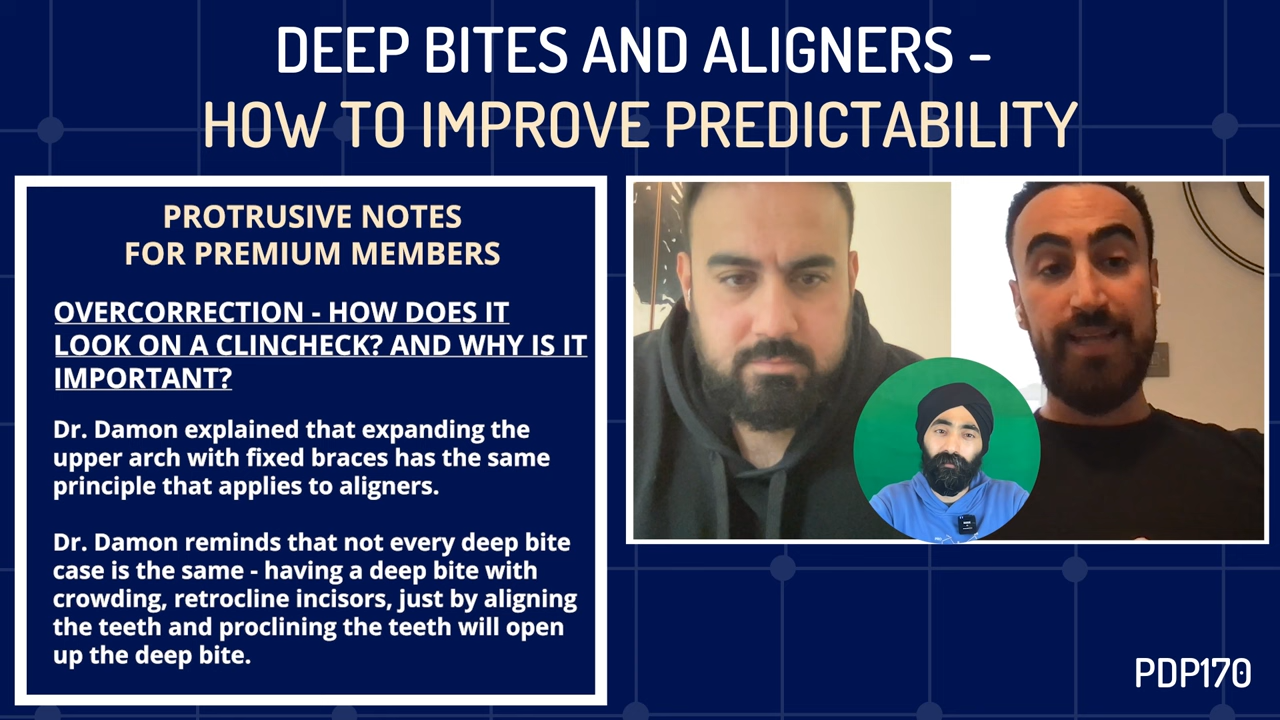 DEEP BITES AND ALIGNERS -
HOW TO IMPROVE PREDICTABILITY
PROTRUSIVE NOTES
FOR PREMIUM MEMBERS
OVERCORRECTION - HOW DOES IT
LOOK ON A CLINCHECK? AND WHY IS IT
IMPORTANT?
Dr. Damon explained that expanding the
upper arch with fixed braces has the same
principle that applies to aligners.
Dr. Damon reminds that not every deep bite
case is the same - having a deep bite with
crowding, retrocline incisors, just by aligning
the teeth and proclining the teeth will open
up the deep bite.
PDP170